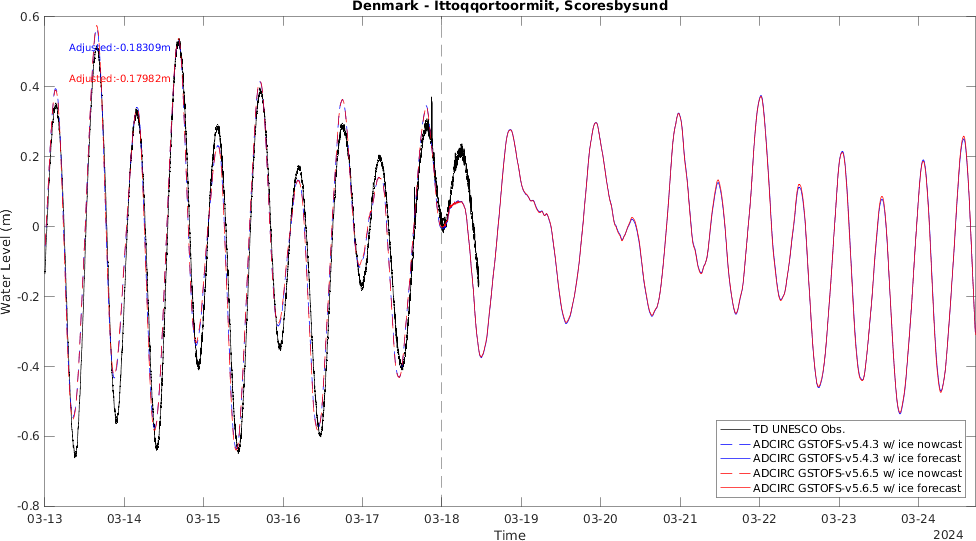 Denmark - Ittoqqortoormiit, Scoresbysund
0.6
Adjusted:-0.18309m
Adjusted:-0.17982m
0.4
0.2
0
-0.2
-0.4
-0.6
-0.8
Water Level (m)
TD UNESCO Obs.
ADCIRC GSTOFS-v5.4.3 w/ ice nowcast
ADCIRC GSTOFS-v5.4.3 w/ ice forecast
ADCIRC GSTOFS-v5.6.5 w/ ice nowcast
ADCIRC GSTOFS-v5.6.5 w/ ice forecast
03-13 03-14 03-15 03-16 03-17 03-18 03-19 03-20 03-21 03-22 03-23 03-24
Time
2024